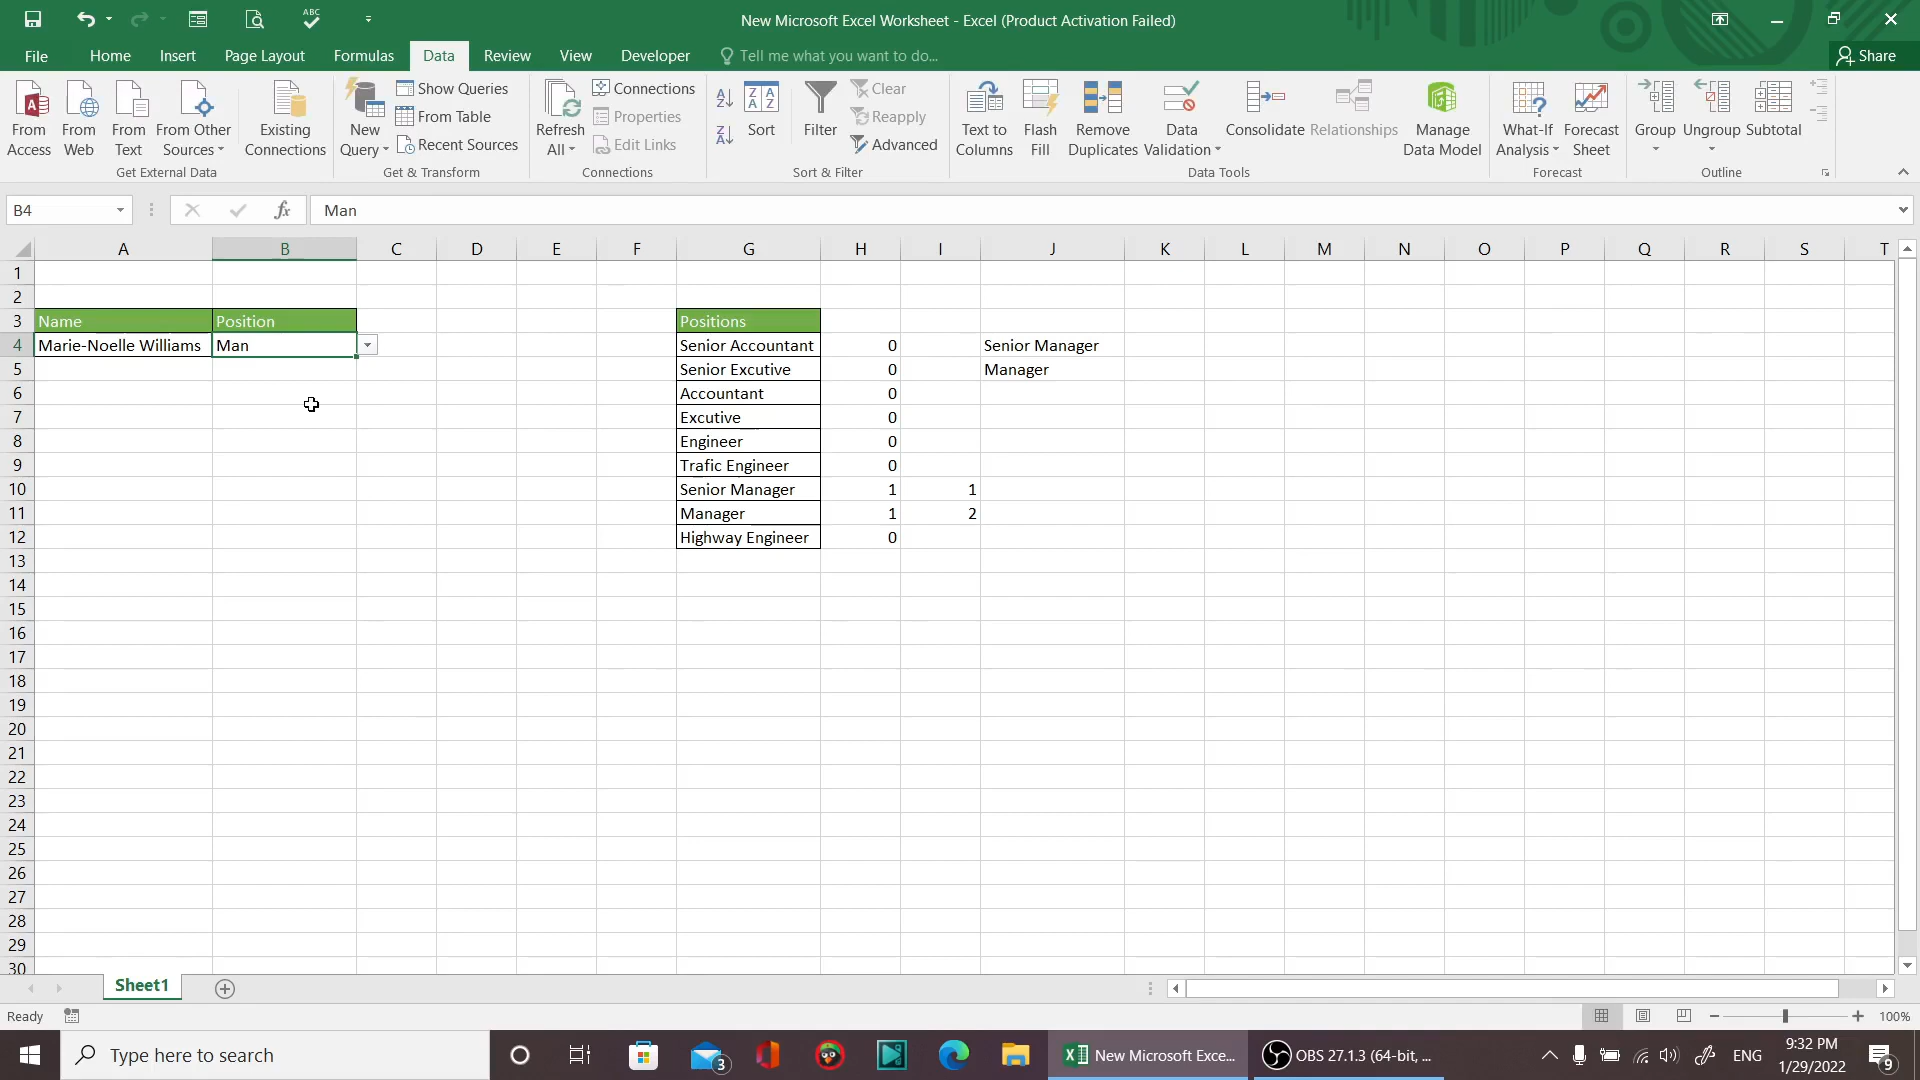 ABC
New Microsoft Excel Worksheet - Excel (Product Activation Failed)
File Home Insert Page Layout Formulas Data Review View Developer Tell me what you want to do... Share
From Access
From Web
From Text
From Other Sources
Existing Connections
Get External Data
New Query
Show Queries
From Table
Recent Sources
Get & Transform
Refresh All
Connections
Properties
Edit Links
Connections
Sort
Filter
Clear
Reapply
Advanced
Sort & Filter
Text to Columns
Flash Fill
Remove Duplicates
Data Validation
Consolidate
Relationships
Manage Data Model
Data Tools
What-If Analysis
Forecast Sheet
Forecast
Group
Ungroup
Subtotal
Outline
B4 fx Man
A B C D E F G H I J K L M N O P Q R S T
1
2
3 Name Position Positions
4 Marie-Noelle Williams Man Senior Accountant 0 Senior Manager
5 Senior Excutive 0 Manager
6 Accountant 0
7 Excutive 0
8 Engineer 0
9 Trafic Engineer 0
10 Senior Manager 1 1
11 Manager 1 2
12 Highway Engineer 0
13
14
15
16
17
18
19
20
21
22
23
24
25
26
27
28
29
30
Sheet1
Ready 100%
Type here to search 3 New Microsoft Exce... OBS 27.1.3 (64-bit, ... ENG 9:32 PM 9
1/29/2022